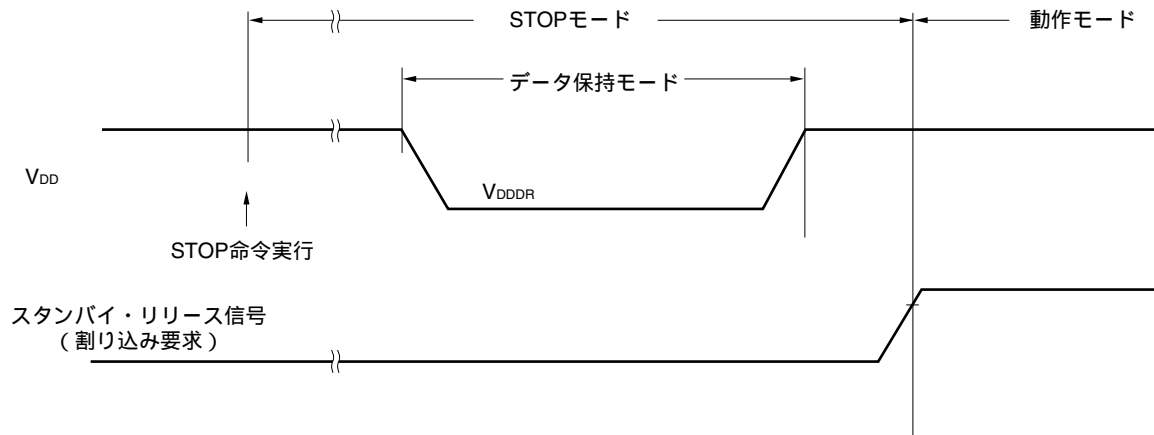 STOPモード
動作モード
データ保持モード
VDD
VDDDR
STOP命令実行
スタンバイ・リリース信号
(割り込み要求)